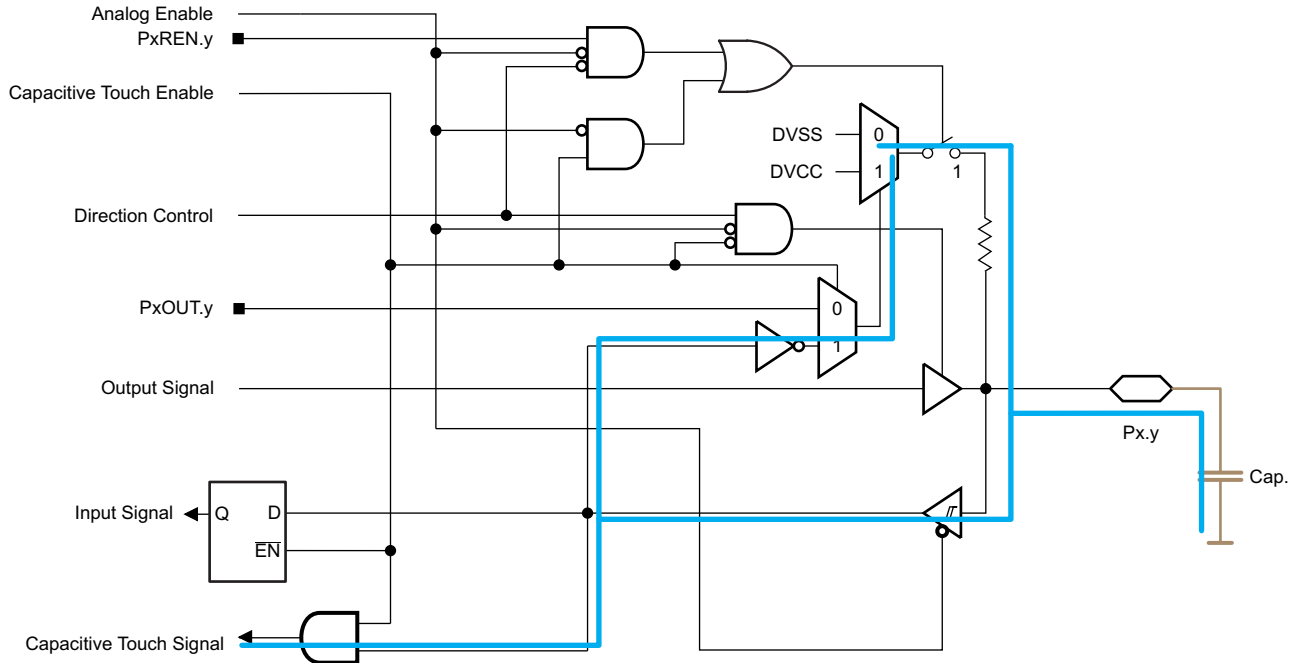 Analog Enable
PxREN.y
Capacitive Touch Enable
DVSS
0
DVCC
1
1
Direction Control
PxOUT.y
0
1
Output Signal
Px.y
Cap.
Input Signal
Q
D
EN
Capacitive Touch Signal